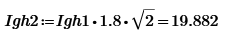 Igh2 := Igh1 • 1.8 • √2 = 19.882